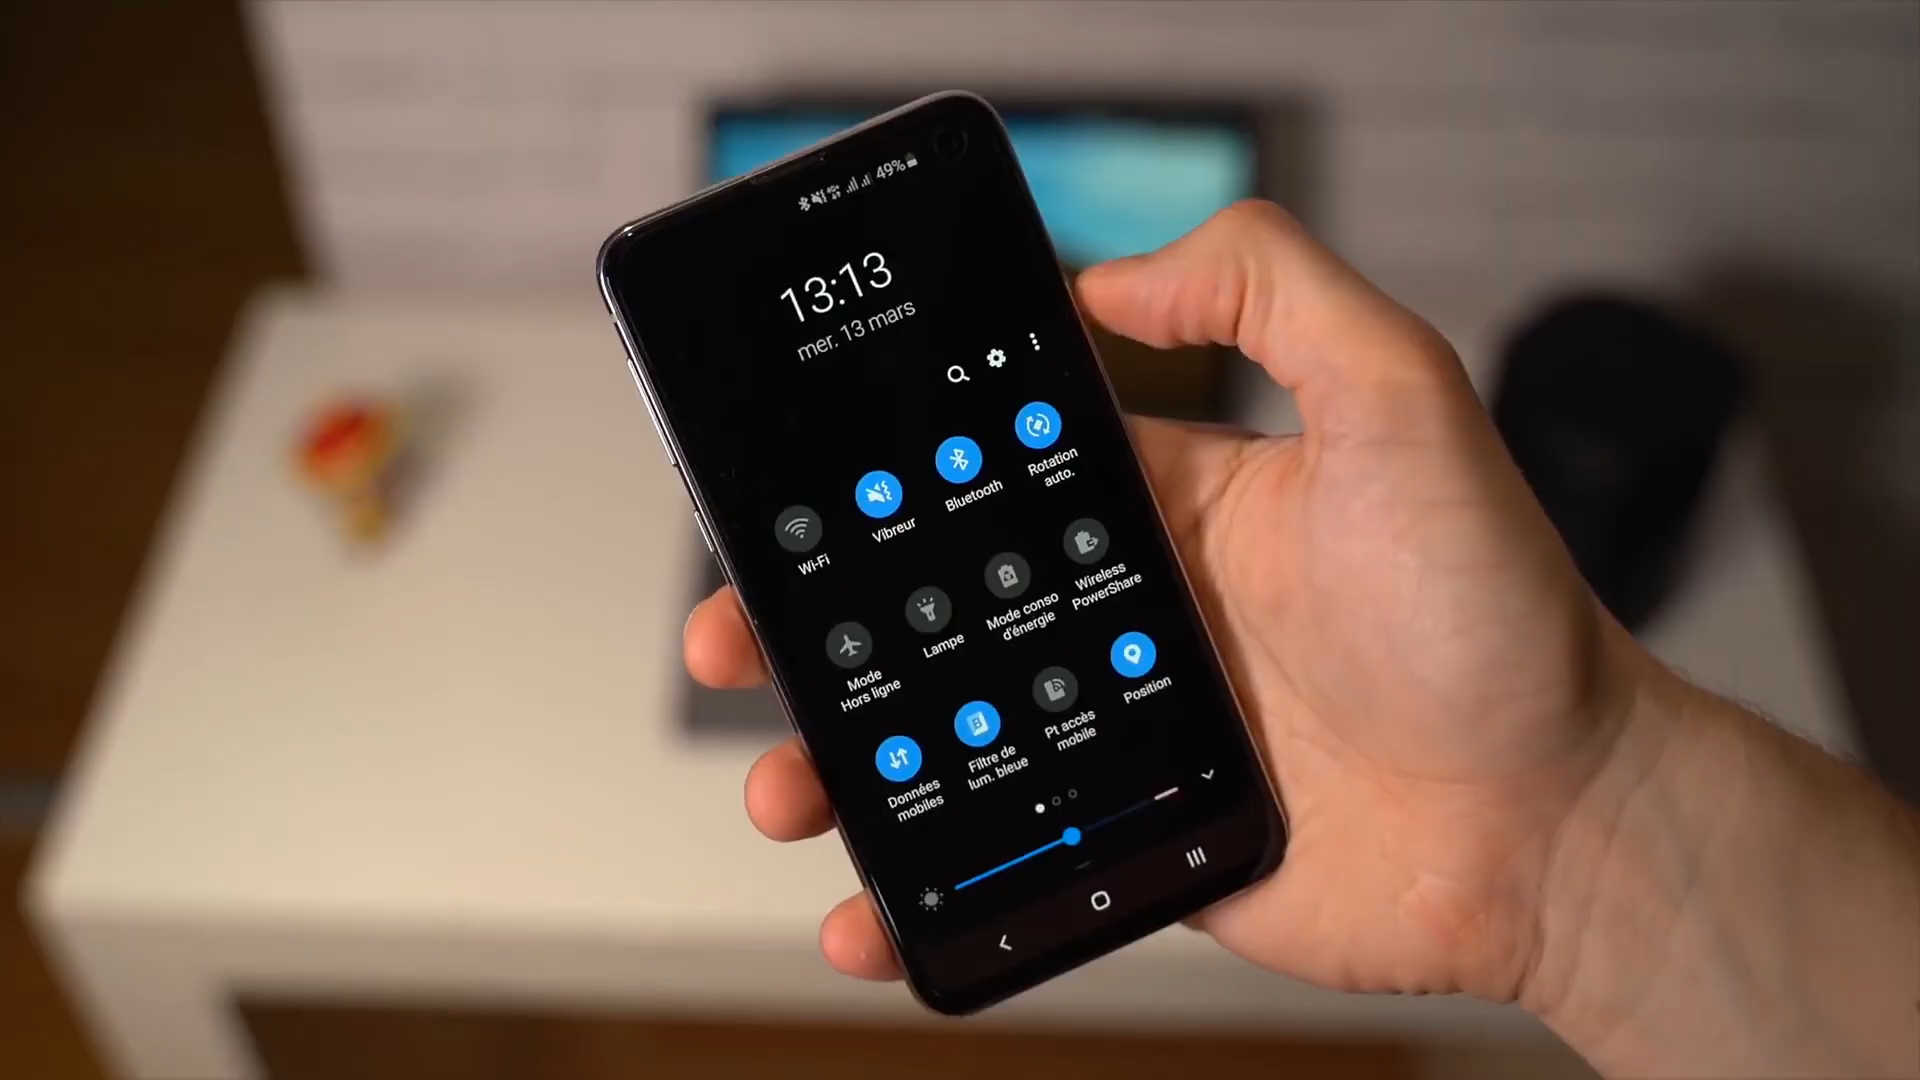 49%
13:13
mer. 13 mars
Wi-Fi
Vibreur
Bluetooth
Rotation
auto.
Mode
Hors ligne
Lampe
Mode conso
d'énergie
Wireless
PowerShare
Données
mobiles
Filtre de
lum. bleue
Pt accès
mobile
Position